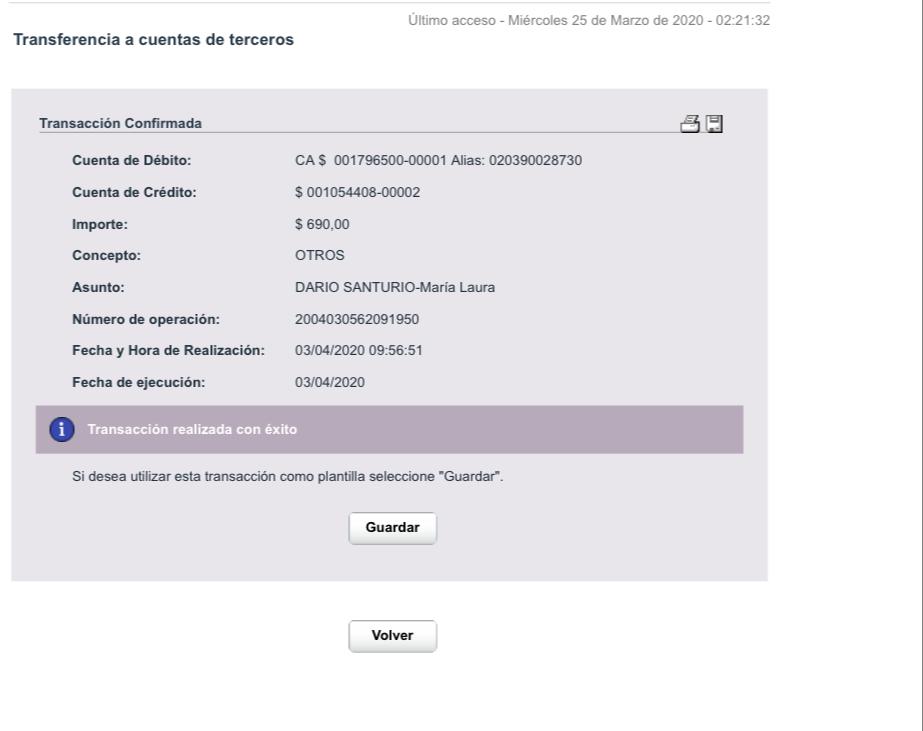 Último acceso - Miércoles 25 de Marzo de 2020 - 02:21:32
Transferencia a cuentas de terceros
Transacción Confirmada
Cuenta de Débito: CA $ 001796500-00001 Alias: 020390028730
Cuenta de Crédito: $ 001054408-00002
Importe: $ 690,00
Concepto: OTROS
Asunto: DARIO SANTURIO-María Laura
Número de operación: 2004030562091950
Fecha y Hora de Realización: 03/04/2020 09:56:51
Fecha de ejecución: 03/04/2020
i Transacción realizada con éxito
Si desea utilizar esta transacción como plantilla seleccione "Guardar".
Guardar
Volver